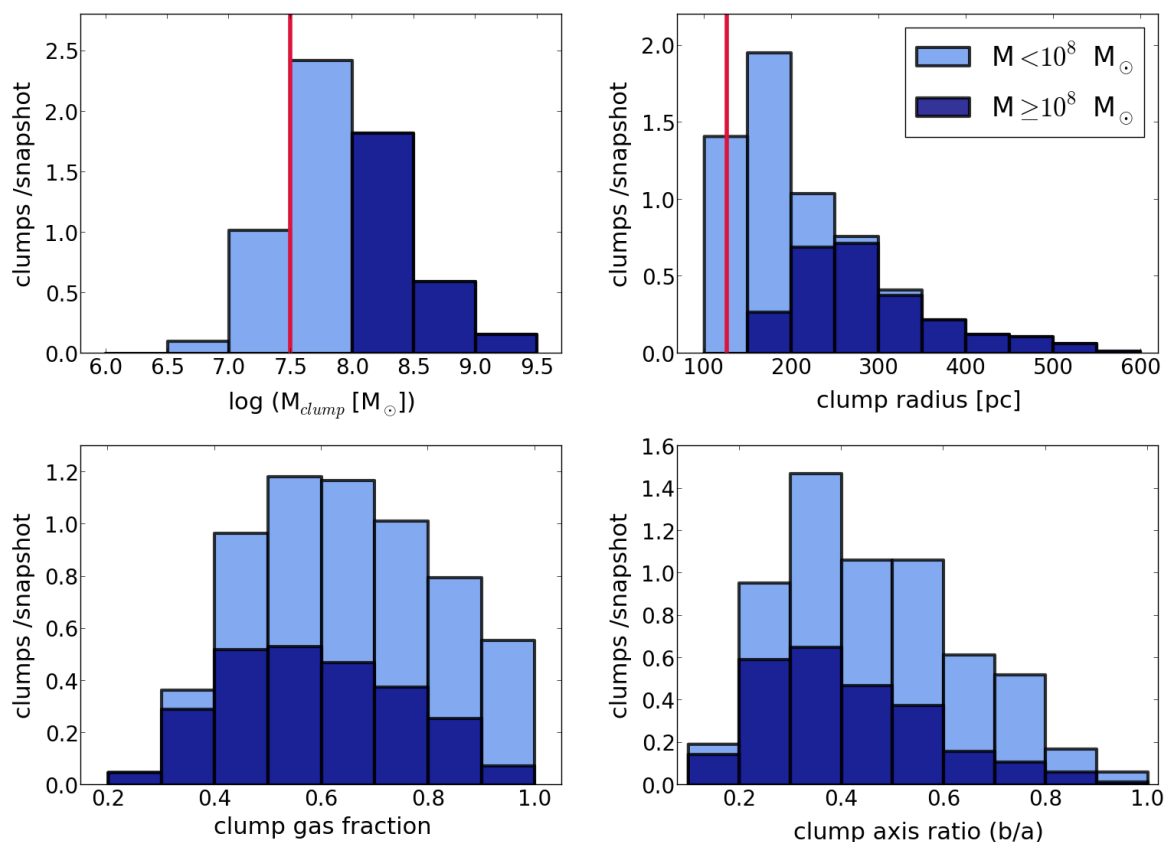 clumps /snapshot
2.5
2.0
1.5
1.0
0.5
0.0
6.0 6.5 7.0 7.5 8.0 8.5 9.0 9.5
log (M_clump [M_⊙])
clumps /snapshot
2.0
1.5
1.0
0.5
0.0
M <10^8 M_⊙
M ≥10^8 M_⊙
100 200 300 400 500 600
clump radius [pc]
clumps /snapshot
1.2
1.0
0.8
0.6
0.4
0.2
0.0
0.2 0.4 0.6 0.8 1.0
clump gas fraction
clumps /snapshot
1.6
1.4
1.2
1.0
0.8
0.6
0.4
0.2
0.0
0.2 0.4 0.6 0.8 1.0
clump axis ratio (b/a)